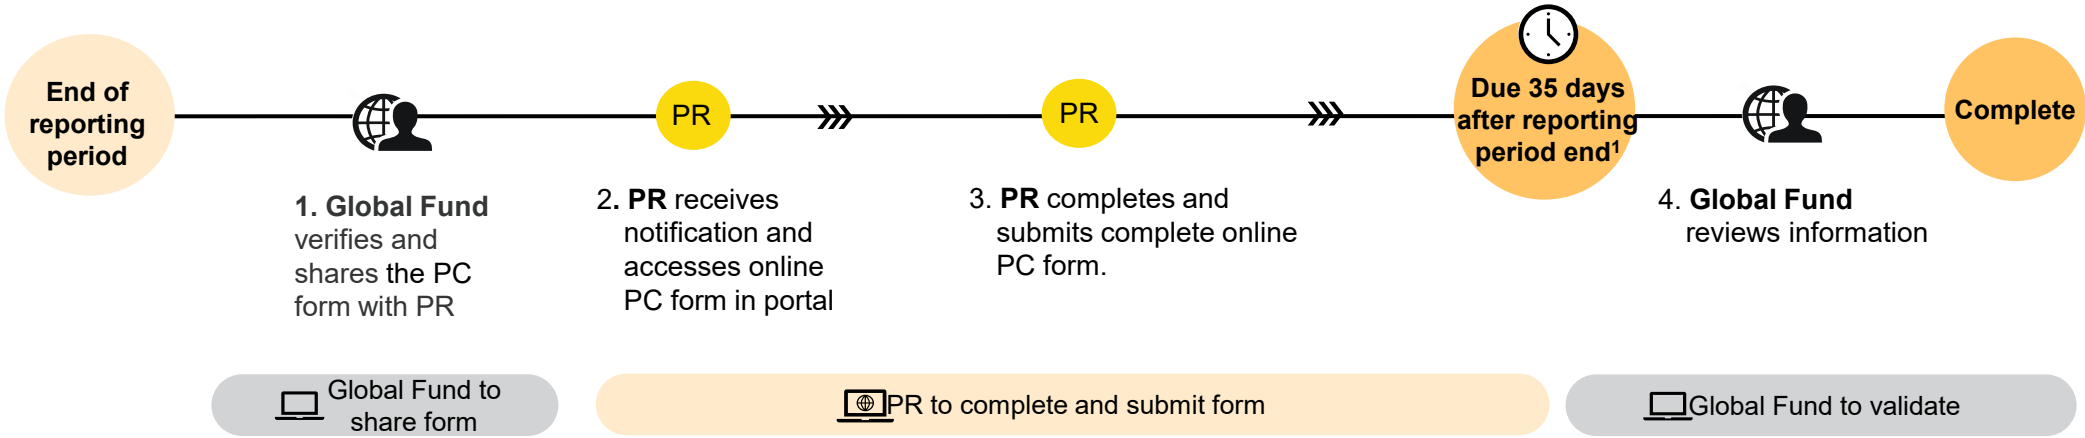 End of
reporting
period
PR
PR
Due 35 days
after reporting
period end¹
Complete
1. Global Fund
verifies and
shares the PC
form with PR
2. PR receives
notification and
accesses online
PC form in portal
3. PR completes and
submits complete online
PC form.
4. Global Fund
reviews information
Global Fund to
share form
PR to complete and submit form
Global Fund to validate